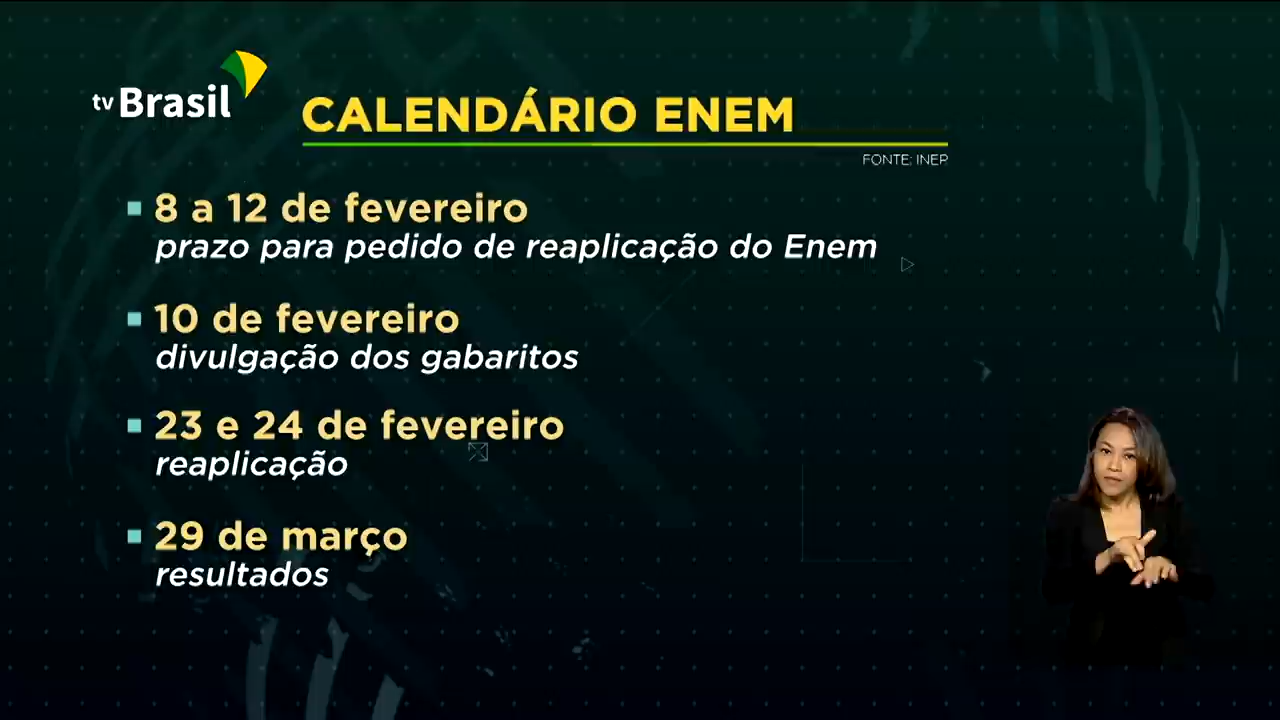 tv Brasil
CALENDÁRIO ENEM
FONTE: INEP
8 a 12 de fevereiro
prazo para pedido de reaplicação do Enem
10 de fevereiro
divulgação dos gabaritos
23 e 24 de fevereiro
reaplicação
29 de março
resultados